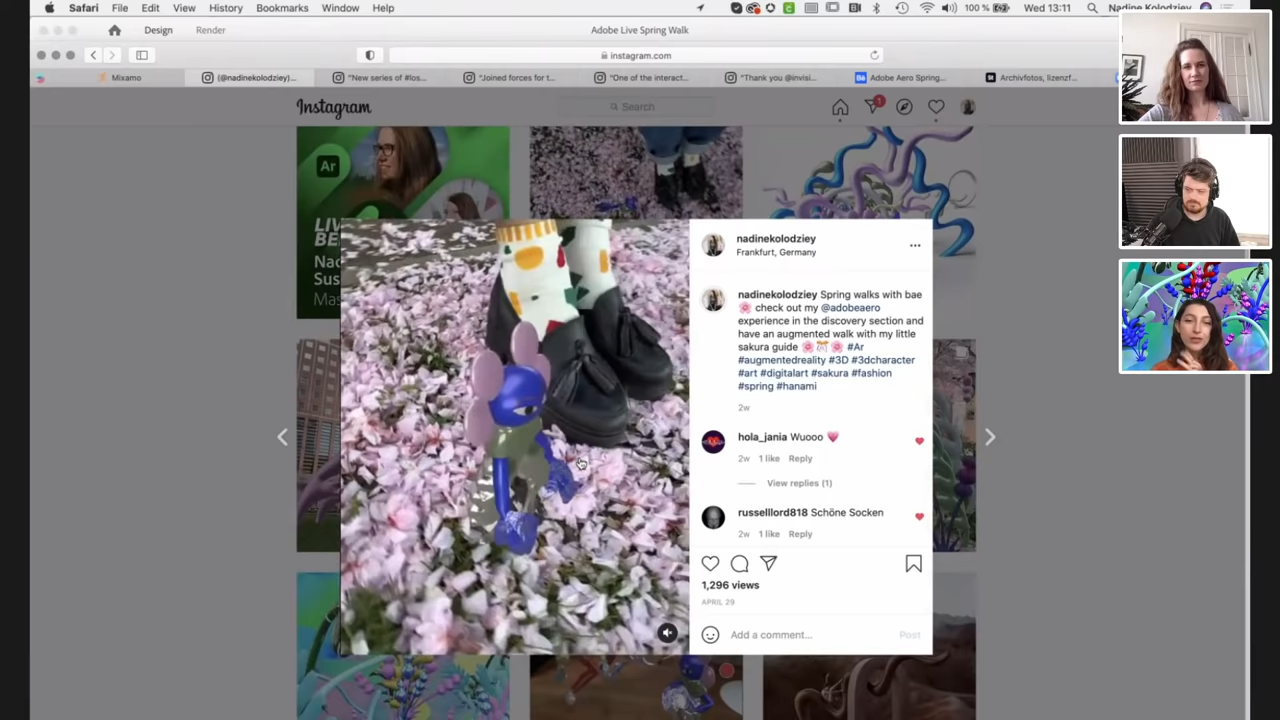 Safari File Edit View History Bookmarks Window Help
100 % Wed 13:11 Nadine Kolodziey
Design Render Adobe Live Spring Walk
instagram.com
Mixamo
(@nadinekolodziey)...
"New series of #los...
"Joined forces for t...
"One of the interact...
"Thank you @invisi...
Adobe Aero Spring...
Archivfotos, lizenzf...
Instagram
Search
1
Ar
nadinekolodziey
Frankfurt, Germany
nadinekolodziey Spring walks with bae
🌸 check out my @adobeaero
experience in the discovery section and
have an augmented walk with my little
sakura guide 🌸 🎊 🌸 #Ar
#augmentedreality #3D #3dcharacter
#art #digitalart #sakura #fashion
#spring #hanami
2w
hola_jania Wuooo 💗
2w 1 like Reply
View replies (1)
russelllord818 Schöne Socken
2w 1 like Reply
1,296 views
APRIL 29
Add a comment... Post